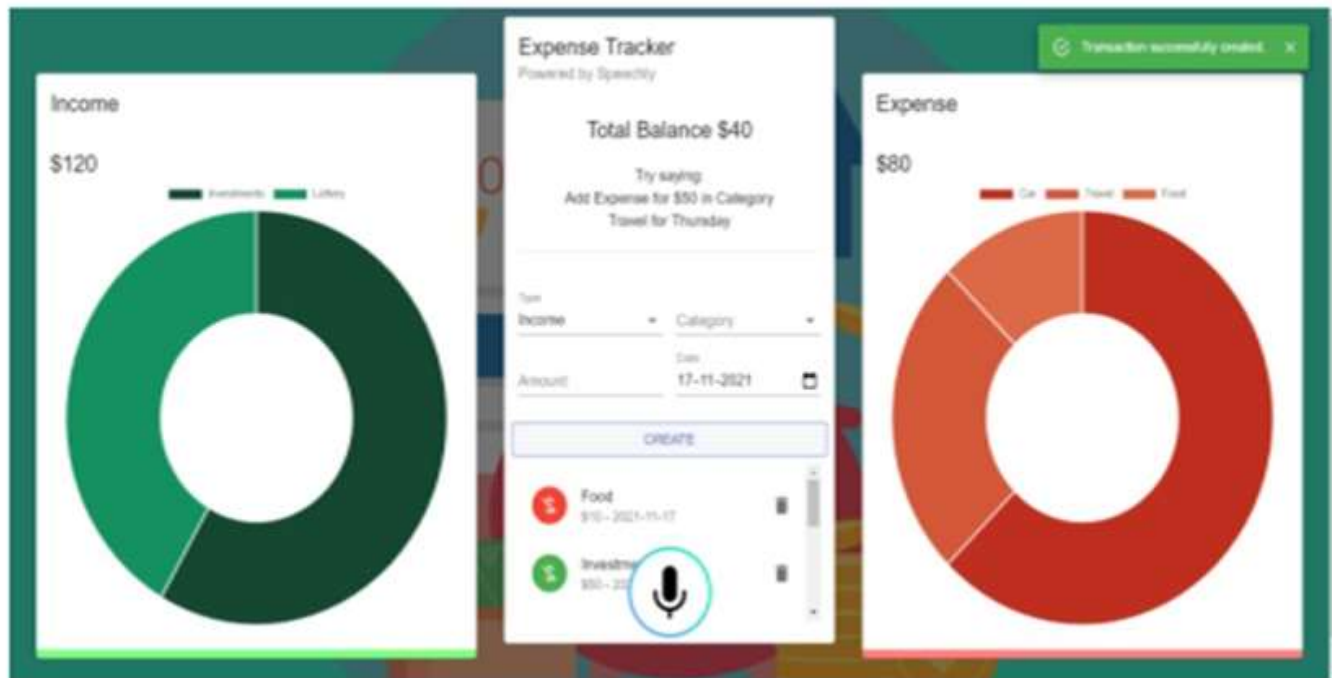 Income
$120
Investments Lottery
Expense Tracker
Powered by Speechly
Total Balance $40
Try saying:
Add Expense for $50 in Category
Travel for Thursday
Type
Income
Category
Amount
Date
17-11-2021
CREATE
Food
$10 - 2021-11-17
$50 -
Transaction successfully created.
Expense
$80
Car Travel Food